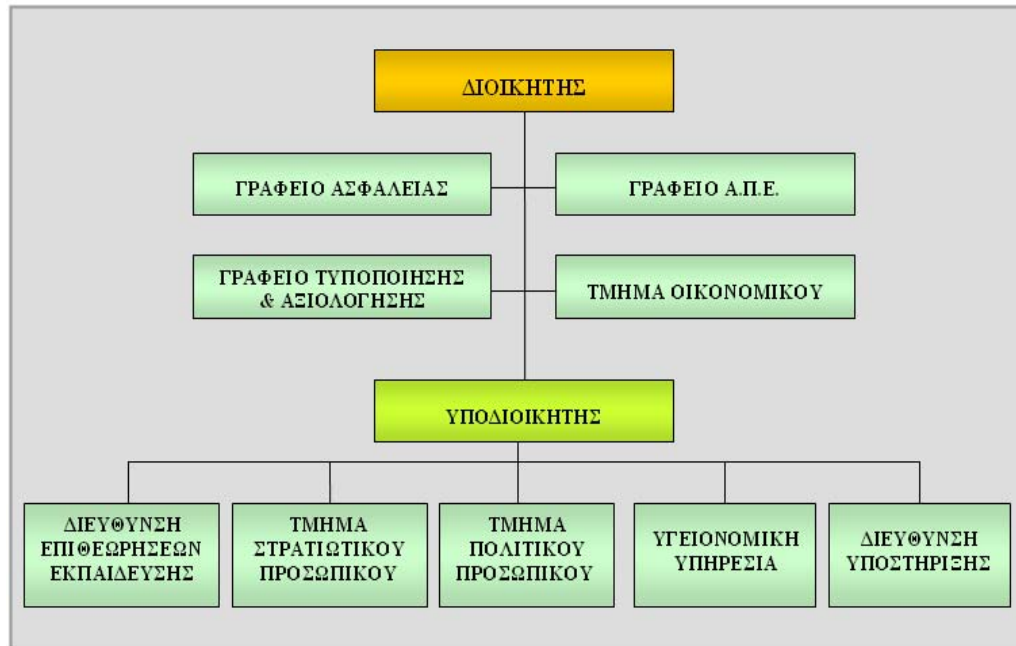 ΔΙΟΙΚΗΤΗΣ
ΓΡΑΦΕΙΟ ΑΣΦΑΛΕΙΑΣ
ΓΡΑΦΕΙΟ Α.Π.Ε.
ΓΡΑΦΕΙΟ ΤΥΠΟΠΟΙΗΣΗΣ
& ΑΞΙΟΛΟΓΗΣΗΣ
ΤΜΗΜΑ ΟΙΚΟΝΟΜΙΚΟΥ
ΥΠΟΔΙΟΙΚΗΤΗΣ
ΔΙΕΥΘΥΝΣΗ
ΕΠΙΘΕΩΡΗΣΕΩΝ
ΕΚΠΑΙΔΕΥΣΗΣ
ΤΜΗΜΑ
ΣΤΡΑΤΙΩΤΙΚΟΥ
ΠΡΟΣΩΠΙΚΟΥ
ΤΜΗΜΑ
ΠΟΛΙΤΙΚΟΥ
ΠΡΟΣΩΠΙΚΟΥ
ΥΓΕΙΟΝΟΜΙΚΗ
ΥΠΗΡΕΣΙΑ
ΔΙΕΥΘΥΝΣΗ
ΥΠΟΣΤΗΡΙΞΗΣ